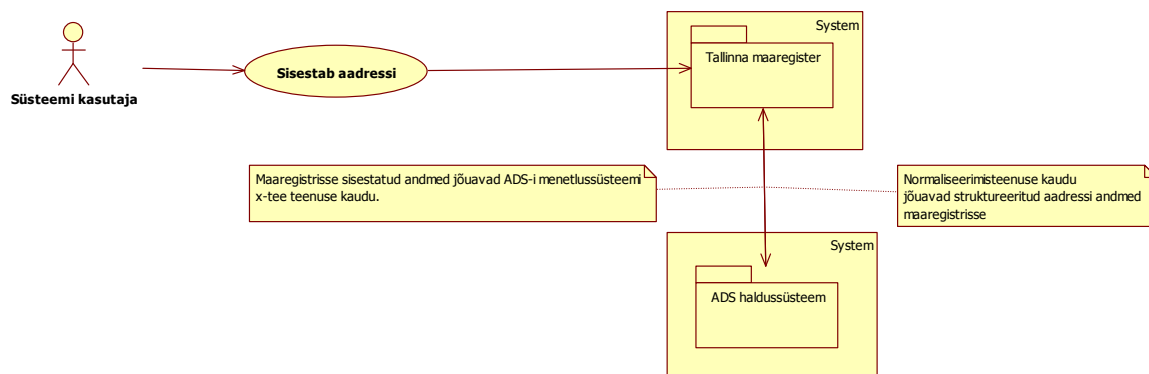 System
Tallinna maaregister
Sisestab aadressi
Süsteemi kasutaja
Maaregistrisse sisestatud andmed jõuavad ADS-i menetlussüsteemi
x-tee teenuse kaudu.
Normaliseerimisteenuse kaudu
jõuavad struktureeritud aadressi andmed
maaregistrisse
System
ADS haldussüsteem